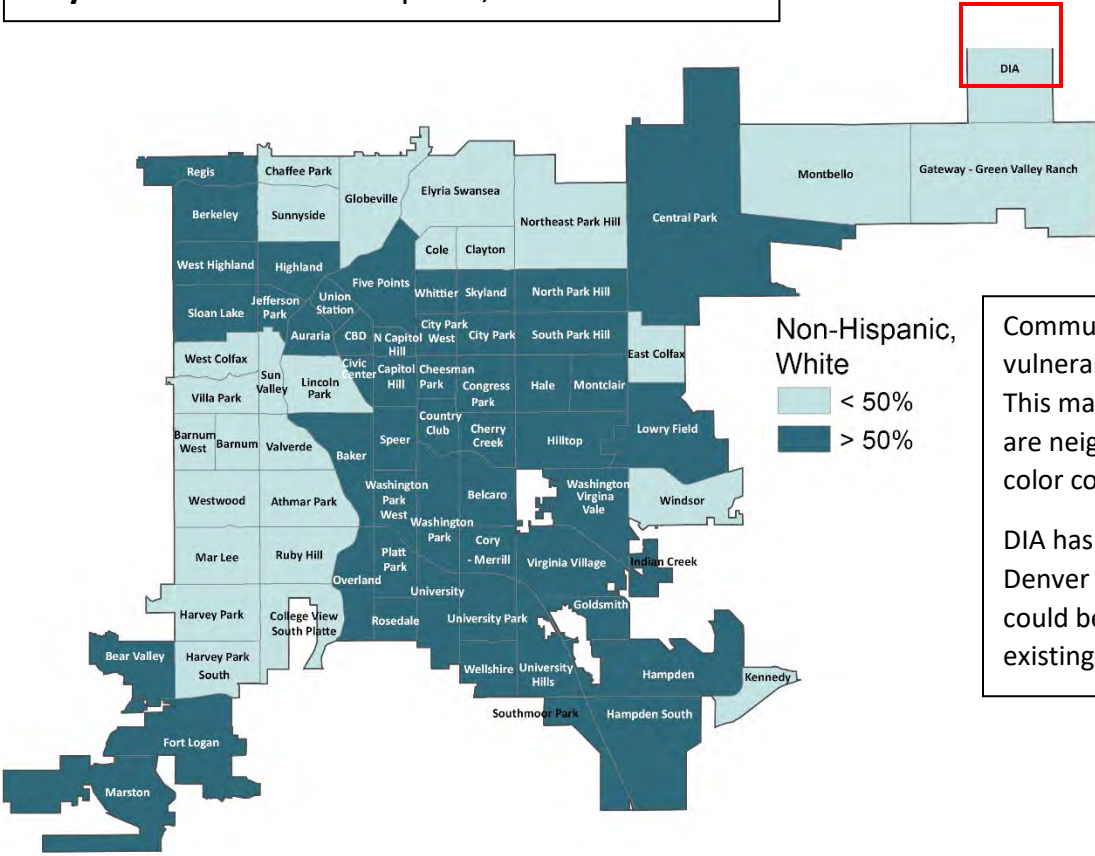 DIA
Montbello
Gateway - Green Valley Ranch
Regis
Chaffee Park
Globeville
Elyria Swansea
Berkeley
Sunnyside
Northeast Park Hill
Central Park
Cole
Clayton
West Highland
Highland
Five Points
Whittier
Skyland
North Park Hill
Sloan Lake
Jefferson
Park
Union
Station
Auraria
CBD
N Capitol
Hill
City Park
West
City Park
South Park Hill
East Colfax
West Colfax
Sun
Valley
Lincoln
Park
Civic
Center
Capitol
Hill
Cheesman
Park
Congress
Park
Hale
Montclair
Villa Park
Country
Club
Cherry
Creek
Hilltop
Lowry Field
Barnum
West
Barnum
Valverde
Baker
Speer
Westwood
Athmar Park
Washington
Park
West
Washington
Park
Belcaro
Washington
Virgina
Vale
Windsor
Mar Lee
Ruby Hill
Overland
Platt
Park
Cory
- Merrill
Virginia Village
Indian Creek
University
Harvey Park
College View
South Platte
Rosedale
University Park
Goldsmith
Bear Valley
Harvey Park
South
Wellshire
University
Hills
Hampden
Kennedy
Southmoor Park
Hampden South
Fort Logan
Marston
Non-Hispanic,
White
< 50%
> 50%
This ma
are neig
color co
DIA has
Denver
could be
existing